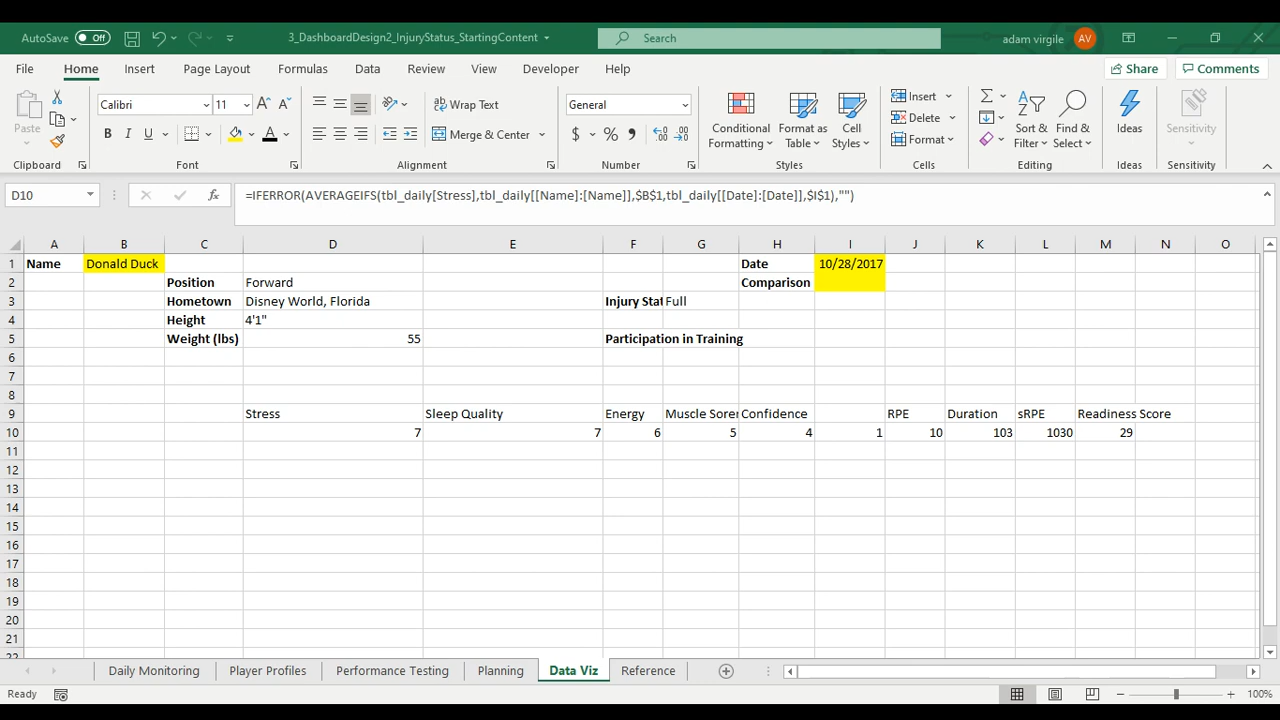 AutoSave Off 3_DashboardDesign2_InjuryStatus_StartingContent Search adam virgile AV
File Home Insert Page Layout Formulas Data Review View Developer Help Share Comments
Paste Calibri 11 A A ab Wrap Text General Conditional Formatting Format as Table Cell Styles Insert Delete Format Sort & Filter Find & Select Ideas Sensitivity
B I U A Merge & Center $ % 9
Clipboard Font Alignment Number Styles Cells Editing Ideas Sensitivity
D10 fx =IFERROR(AVERAGEIFS(tbl_daily[Stress],tbl_daily[[Name]:[Name]],$B$1,tbl_daily[[Date]:[Date]],$I$1),"")
A B C D E F G H I J K L M N O
1 Name Donald Duck Date 10/28/2017
2 Position Forward Comparison
3 Hometown Disney World, Florida Injury Stat Full
4 Height 4'1"
5 Weight (lbs) 55 Participation in Training
6
7
8
9 Stress Sleep Quality Energy Muscle Soren Confidence RPE Duration sRPE Readiness Score
10 7 7 6 5 4 1 10 103 1030 29
11
12
13
14
15
16
17
18
19
20
21
22
Daily Monitoring Player Profiles Performance Testing Planning Data Viz Reference
Ready 100%